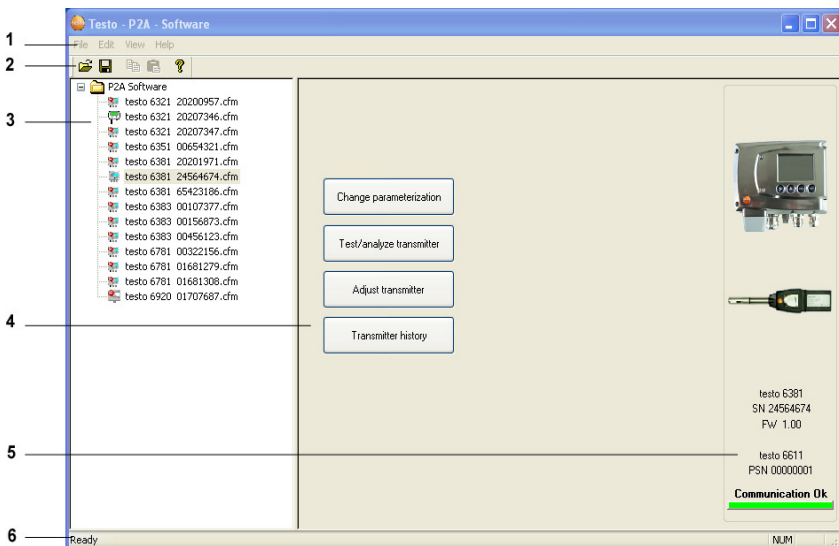 Testo - P2A - Software
1
File Edit View Help
2
P2A Software
testo 6321 20200957.cfm
3
testo 6321 20207346.cfm
testo 6321 20207347.cfm
testo 6351 00654321.cfm
testo 6381 20201971.cfm
testo 6381 24564674.cfm
testo 6381 65423186.cfm
testo 6383 00107377.cfm
testo 6383 00156873.cfm
testo 6383 00456123.cfm
testo 6781 00322156.cfm
testo 6781 01681279.cfm
testo 6781 01681308.cfm
testo 6920 01707687.cfm
Change parameterization
Test/analyze transmitter
Adjust transmitter
4
Transmitter history
testo 6381
SN 24564674
FW 1.00
5
testo 6611
PSN 00000001
Communication Ok
6
Ready
NUM